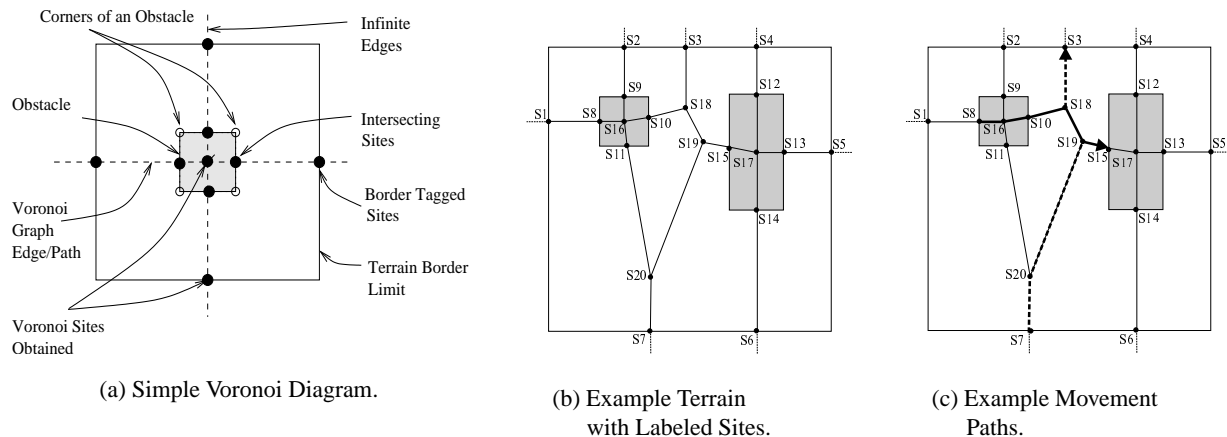 Corners of an Obstacle
Infinite
Edges
Obstacle
Intersecting
Sites
Voronoi
Graph
Edge/Path
Border Tagged
Sites
Terrain Border
Limit
Voronoi Sites
Obtained
(a) Simple Voronoi Diagram.
S2
S3
S4
S9
S12
S1
S8
S18
S16
S10
S11
S19
S15
S17
S13
S5
S14
S20
S7
S6
(b) Example Terrain
with Labeled Sites.
S2
S3
S4
S9
S12
S1
S8
S18
S16
S10
S11
S19
S15
S17
S13
S5
S14
S20
S7
S6
(c) Example Movement
Paths.